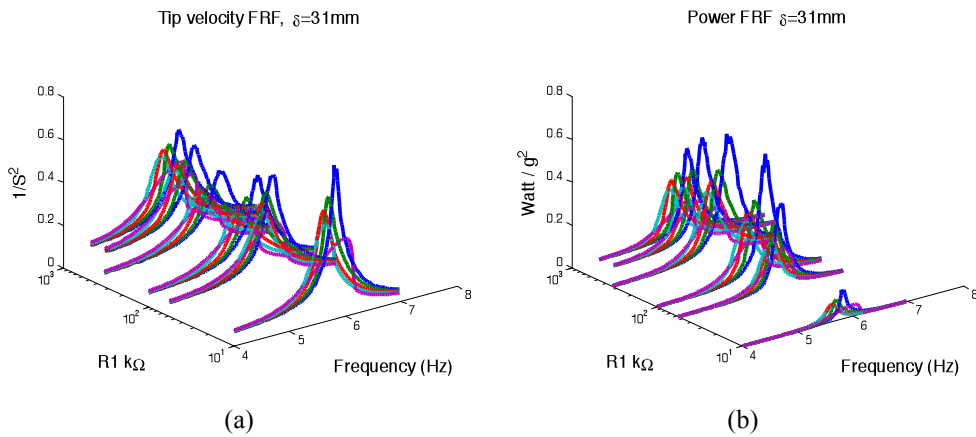 Tip velocity FRF, δ=31mm
0.8
0.6
0.4
0.2
0
1/S²
10³
10²
10¹
R1 kΩ
4
5
6
7
8
Frequency (Hz)
(a)
Power FRF δ=31mm
0.8
0.6
0.4
0.2
0
Watt / g²
10³
10²
10¹
R1 kΩ
4
5
6
7
8
Frequency (Hz)
(b)